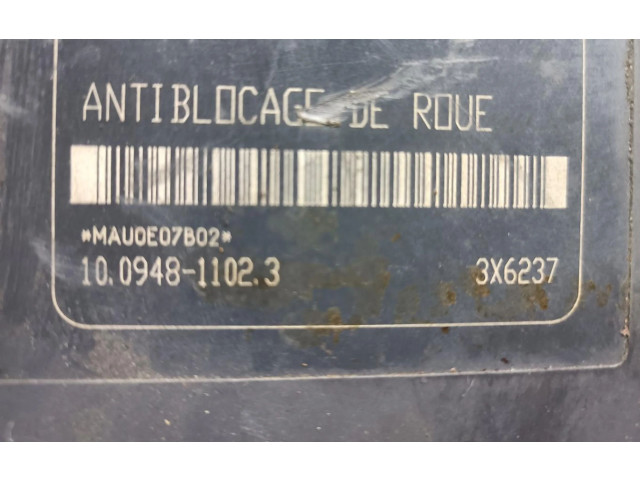 ANTIBLOCAGE DE ROUE
*MAU0E07B02*
10.0948-1102.3 3X6237